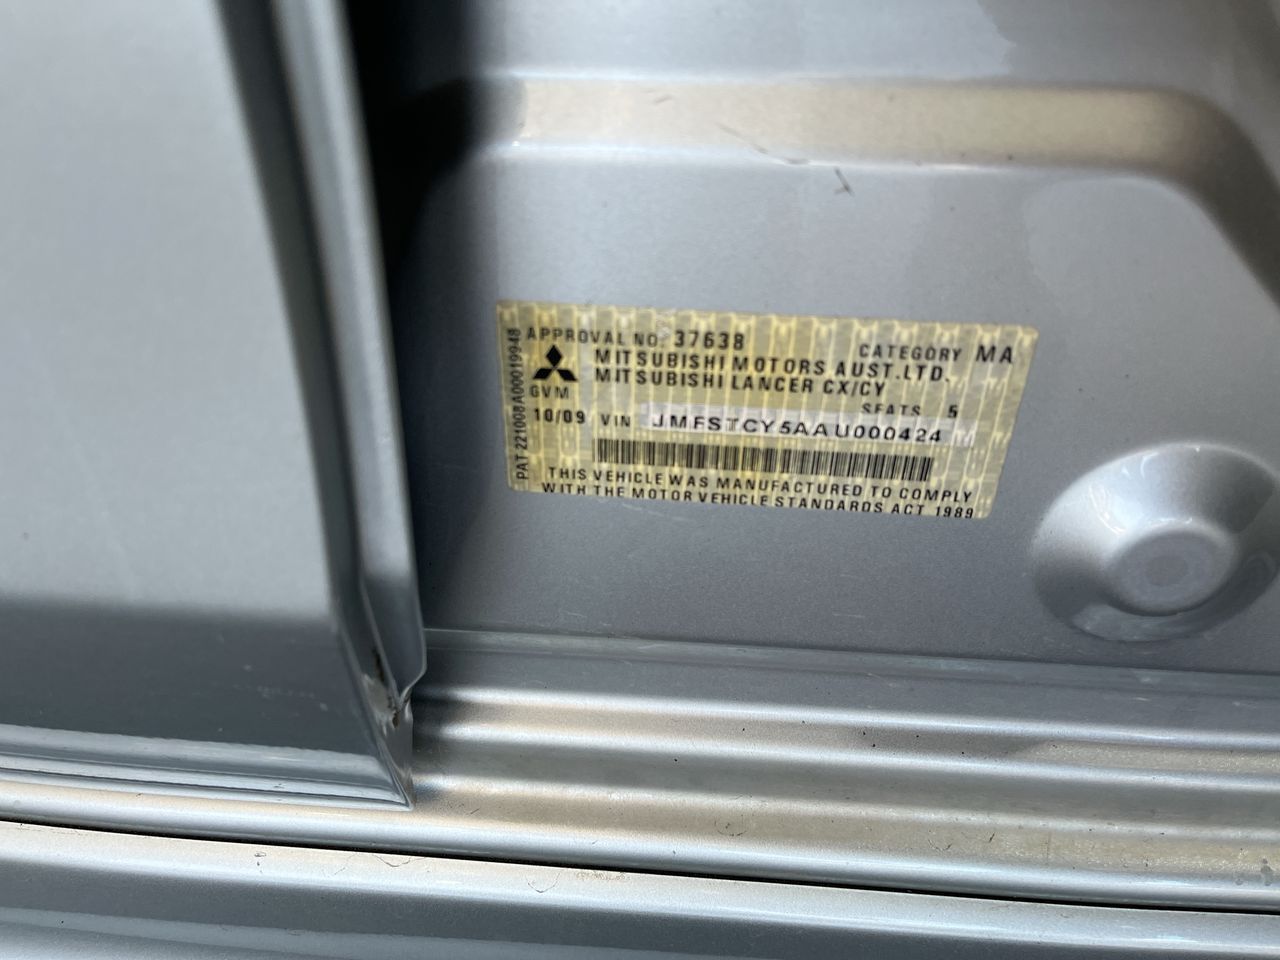 APPROVAL NO. 37638 CATEGORY MA
MITSUBISHI MOTORS AUST.LTD.
MITSUBISHI LANCER CX/CY
GVM SEATS 5
10/09 VIN JMFSTCY5AAU000424
THIS VEHICLE WAS MANUFACTURED TO COMPLY
WITH THE MOTOR VEHICLE STANDARDS ACT 1989
PAT 221008A00019948